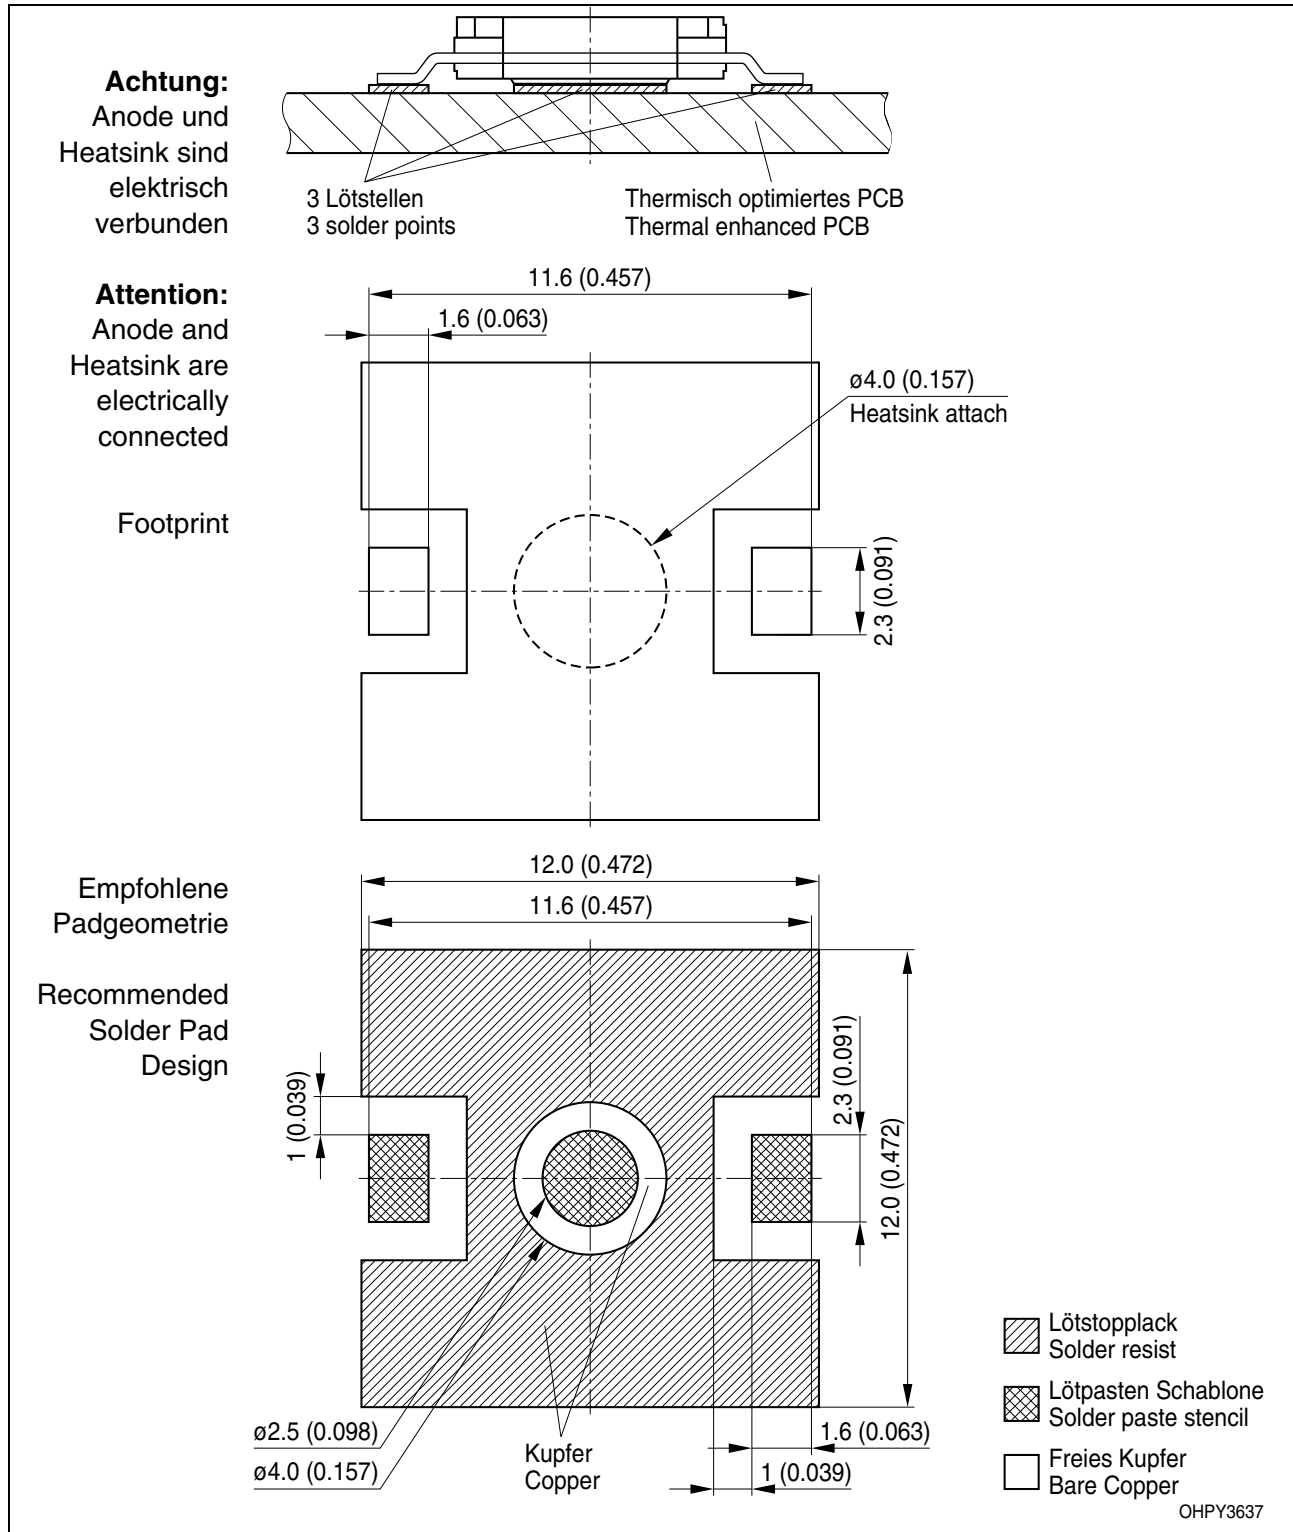 Achtung:
Anode und
Heatsink sind
elektrisch
verbunden
3 Lötstellen
3 solder points
Thermisch optimiertes PCB
Thermal enhanced PCB
Attention:
Anode and
Heatsink are
electrically
connected
Footprint
11.6 (0.457)
1.6 (0.063)
ø4.0 (0.157)
Heatsink attach
2.3 (0.091)
Empfohlene
Padgeometrie
Recommended
Solder Pad
Design
12.0 (0.472)
11.6 (0.457)
1 (0.039)
2.3 (0.091)
12.0 (0.472)
ø2.5 (0.098)
ø4.0 (0.157)
Kupfer
Copper
1.6 (0.063)
1 (0.039)
Lötstopplack
Solder resist
Lötpasten Schablone
Solder paste stencil
Freies Kupfer
Bare Copper
OHPY3637